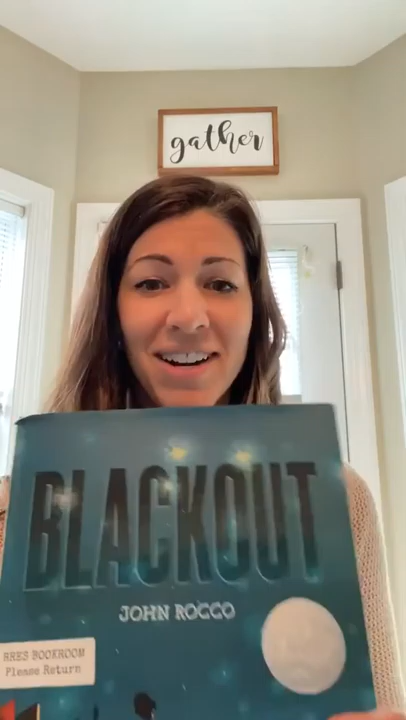 gather
BLACKOUT
JOHN ROCCO
RRES BOOKROOM
Please Return